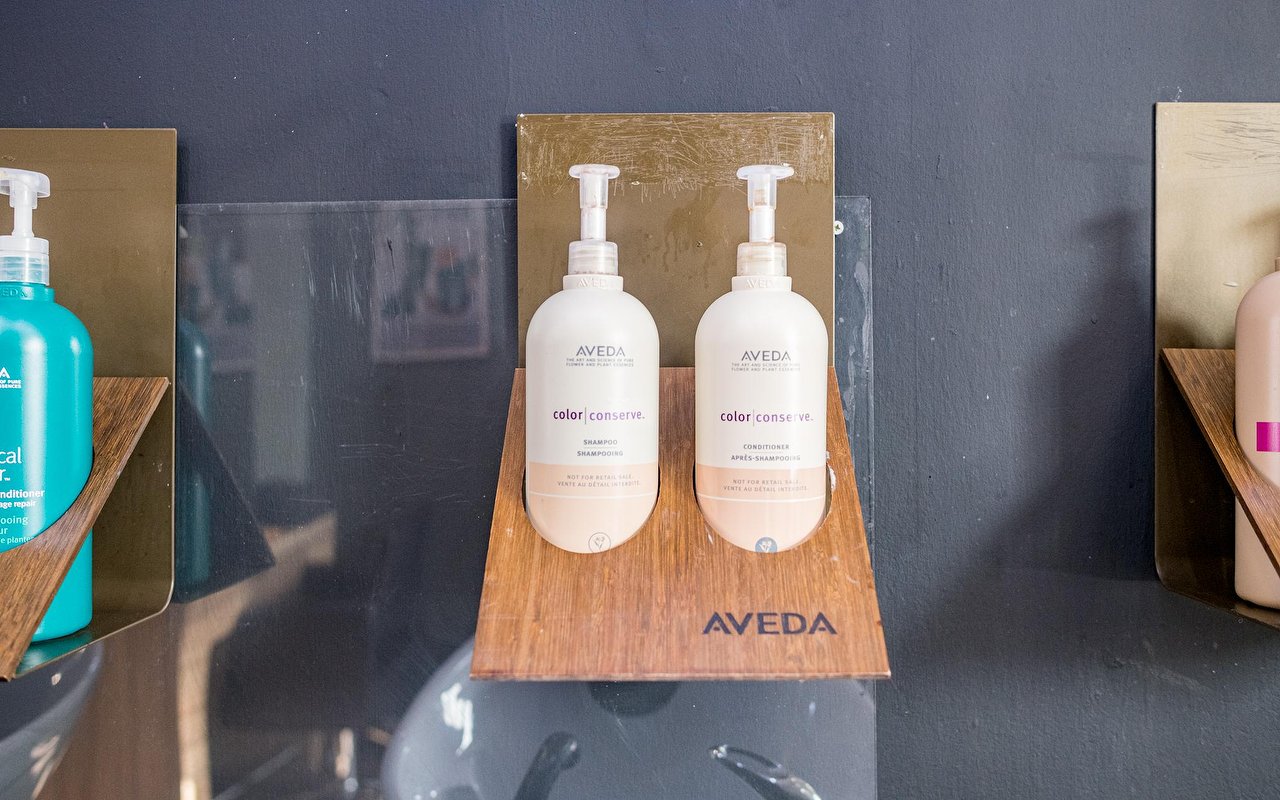 AVEDA
THE ART AND SCIENCE OF PURE
FLOWER AND PLANT ESSENCES
color|conserve.
SHAMPOO
SHAMPOOING
NOT FOR RETAIL SALE.
VENTE AU DÉTAIL INTERDITE.
AVEDA
THE ART AND SCIENCE OF PURE
FLOWER AND PLANT ESSENCES
color|conserve.
CONDITIONER
APRÈS-SHAMPOOING
NOT FOR RETAIL SALE.
VENTE AU DÉTAIL INTERDITE.
AVEDA